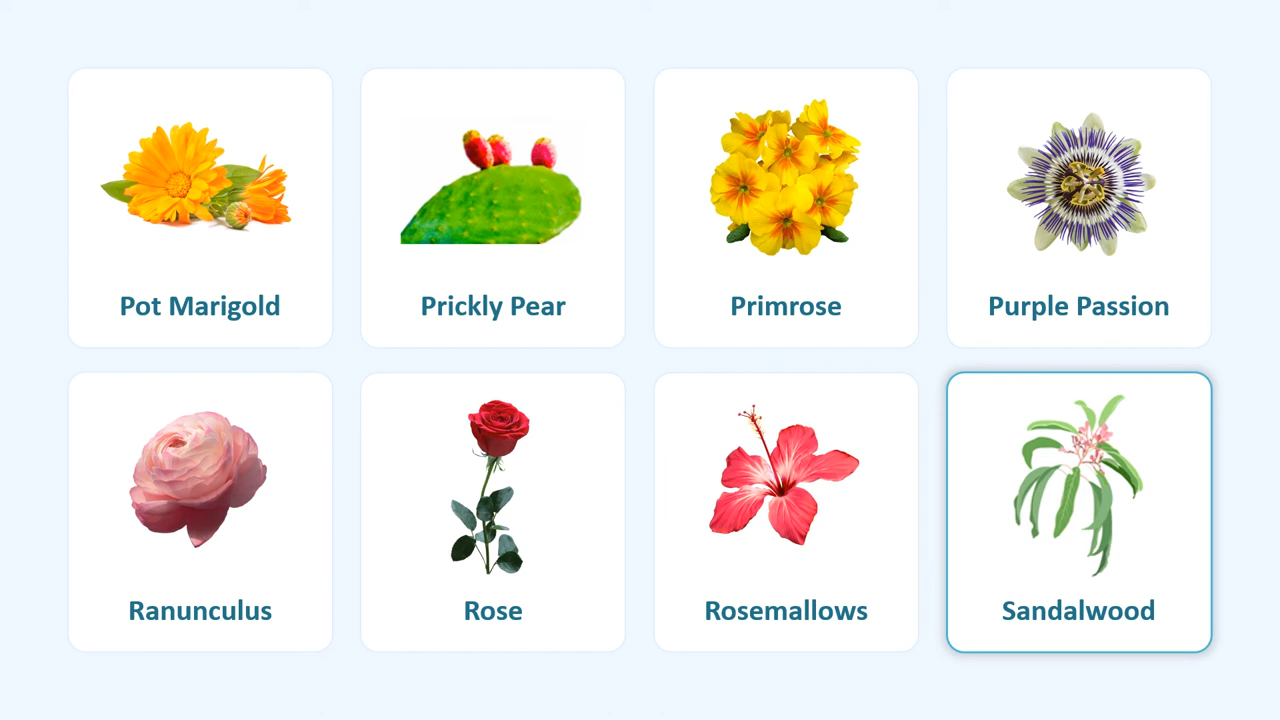 Pot Marigold
Prickly Pear
Primrose
Purple Passion
Ranunculus
Rose
Rosemallows
Sandalwood